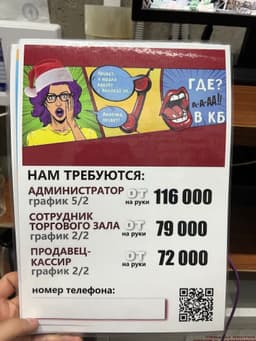 ГДЕ?
А-А-АА!!
В КБ
НАМ ТРЕБУЮТСЯ:
АДМИНИСТРАТОР ОТ 116 000
график 5/2 на руки
СОТРУДНИК
ТОРГОВОГО ЗАЛА ОТ 79 000
график 2/2 на руки
ПРОДАВЕЦ-
КАССИР ОТ 72 000
график 2/2 на руки
номер телефона: